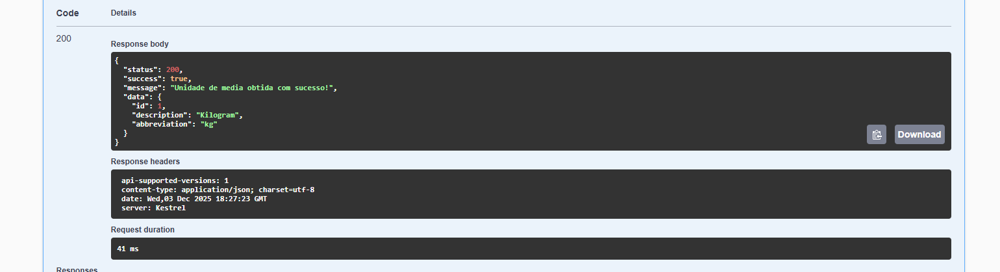 Code Details
200
Response body
{
  "status": 200,
  "success": true,
  "message": "Unidade de media obtida com sucesso!",
  "data": {
    "id": 1,
    "description": "Kilogram",
    "abbreviation": "kg"
  }
}
Download
Response headers
api-supported-versions: 1
content-type: application/json; charset=utf-8
date: Wed,03 Dec 2025 18:27:23 GMT
server: Kestrel
Request duration
41 ms
Responses